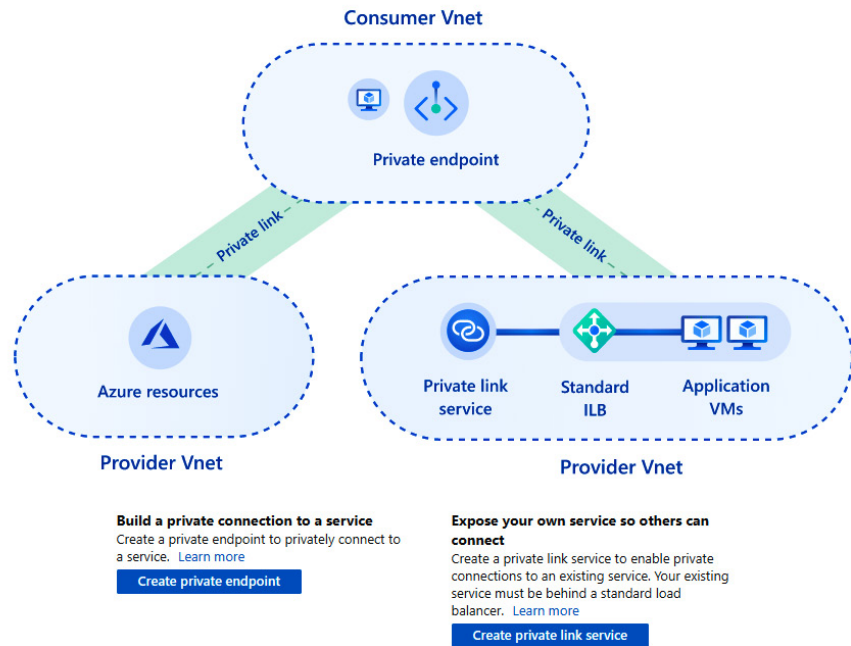 Consumer Vnet
Private endpoint
Private link
Private link
Azure resources
Private link
service
Standard
ILB
Application
VMs
Provider Vnet
Provider Vnet
Build a private connection to a service
Create a private endpoint to privately connect to
a service. Learn more
Create private endpoint
Expose your own service so others can
connect
Create a private link service to enable private
connections to an existing service. Your existing
service must be behind a standard load
balancer. Learn more
Create private link service